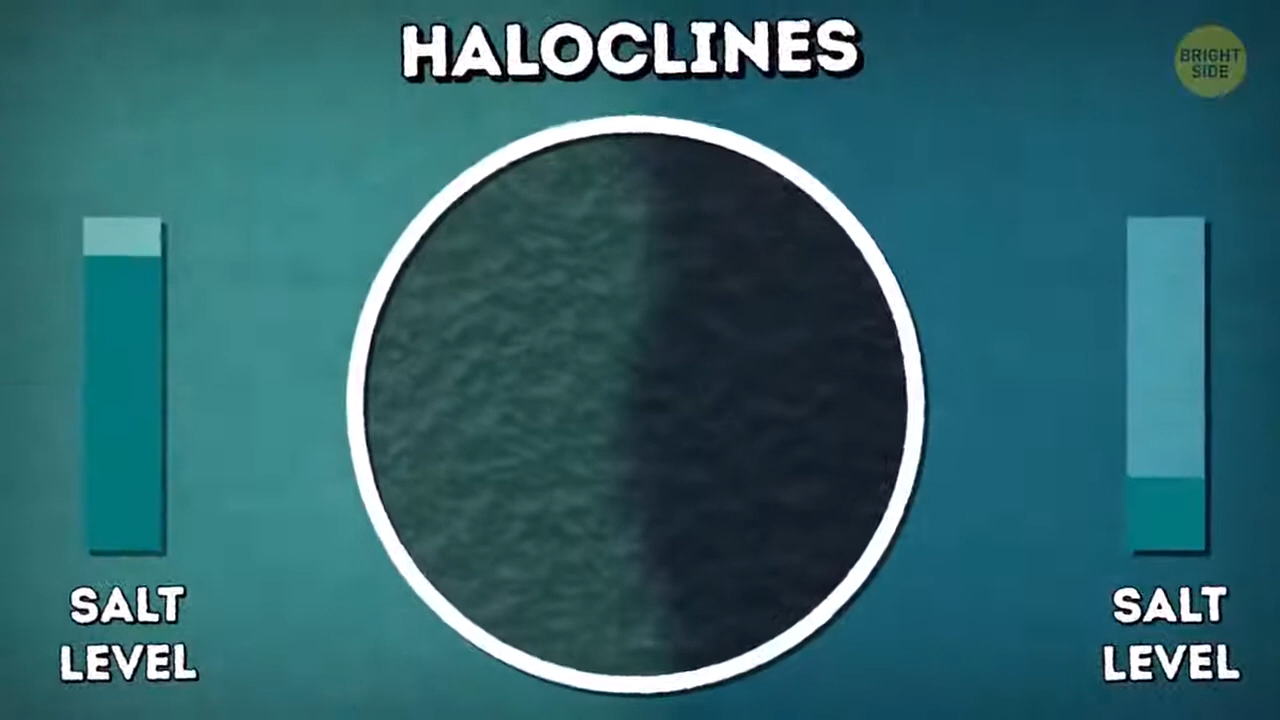 HALOCLINES
BRIGHT
SIDE
SALT
LEVEL
SALT
LEVEL